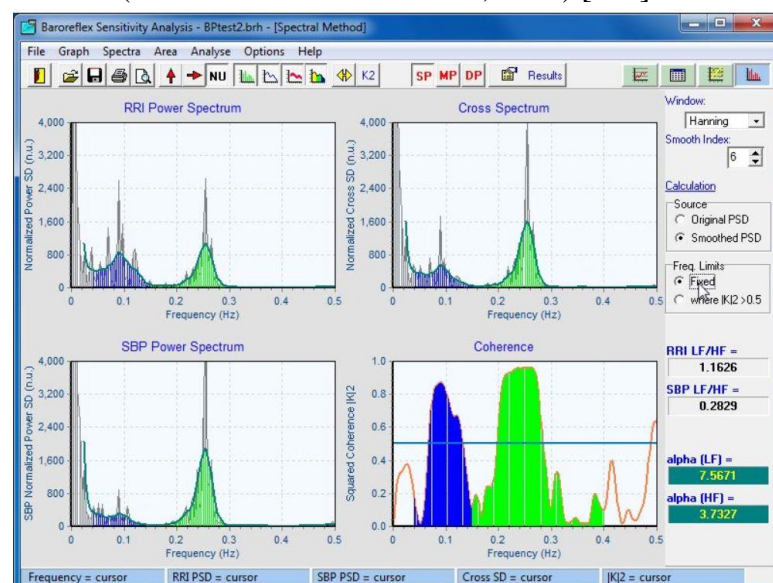 Baroreflex Sensitivity Analysis - BPtest2.brh - [Spectral Method]
File Graph Spectra Area Analyse Options Help
NU K2 SP MP DP Results
RRI Power Spectrum
Normalized Power SD (n.u.)
4,000
3,200
2,400
1,600
800
0
0 0.1 0.2 0.3 0.4 0.5
Frequency (Hz)
Cross Spectrum
Normalized Cross SD (n.u.)
4,000
3,200
2,400
1,600
800
0
0 0.1 0.2 0.3 0.4 0.5
Frequency (Hz)
SBP Power Spectrum
SBP Normalized Power SD (n.u.)
4,000
3,200
2,400
1,600
800
0
0 0.1 0.2 0.3 0.4 0.5
Frequency (Hz)
Coherence
Squared Coherence |K|2
1.0
0.8
0.6
0.4
0.2
0.0
0 0.1 0.2 0.3 0.4 0.5
Frequency (Hz)
Window:
Hanning
Smooth Index:
6
Calculation
Source
Original PSD
Smoothed PSD
Freq. Limits
Fixed
where |K|2 >0.5
RRI LF/HF =
1.1626
SBP LF/HF =
0.2829
alpha (LF) =
7.5671
alpha (HF) =
3.7327
Frequency = cursor RRI PSD = cursor SBP PSD = cursor Cross SD = cursor |K|2 = cursor